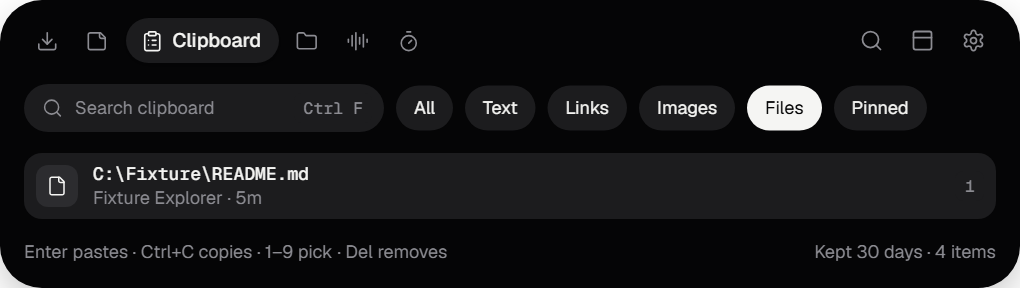 Clipboard
Search clipboard Ctrl F All Text Links Images Files Pinned
C:\Fixture\README.md
Fixture Explorer · 5m
1
Enter pastes · Ctrl+C copies · 1–9 pick · Del removes
Kept 30 days · 4 items